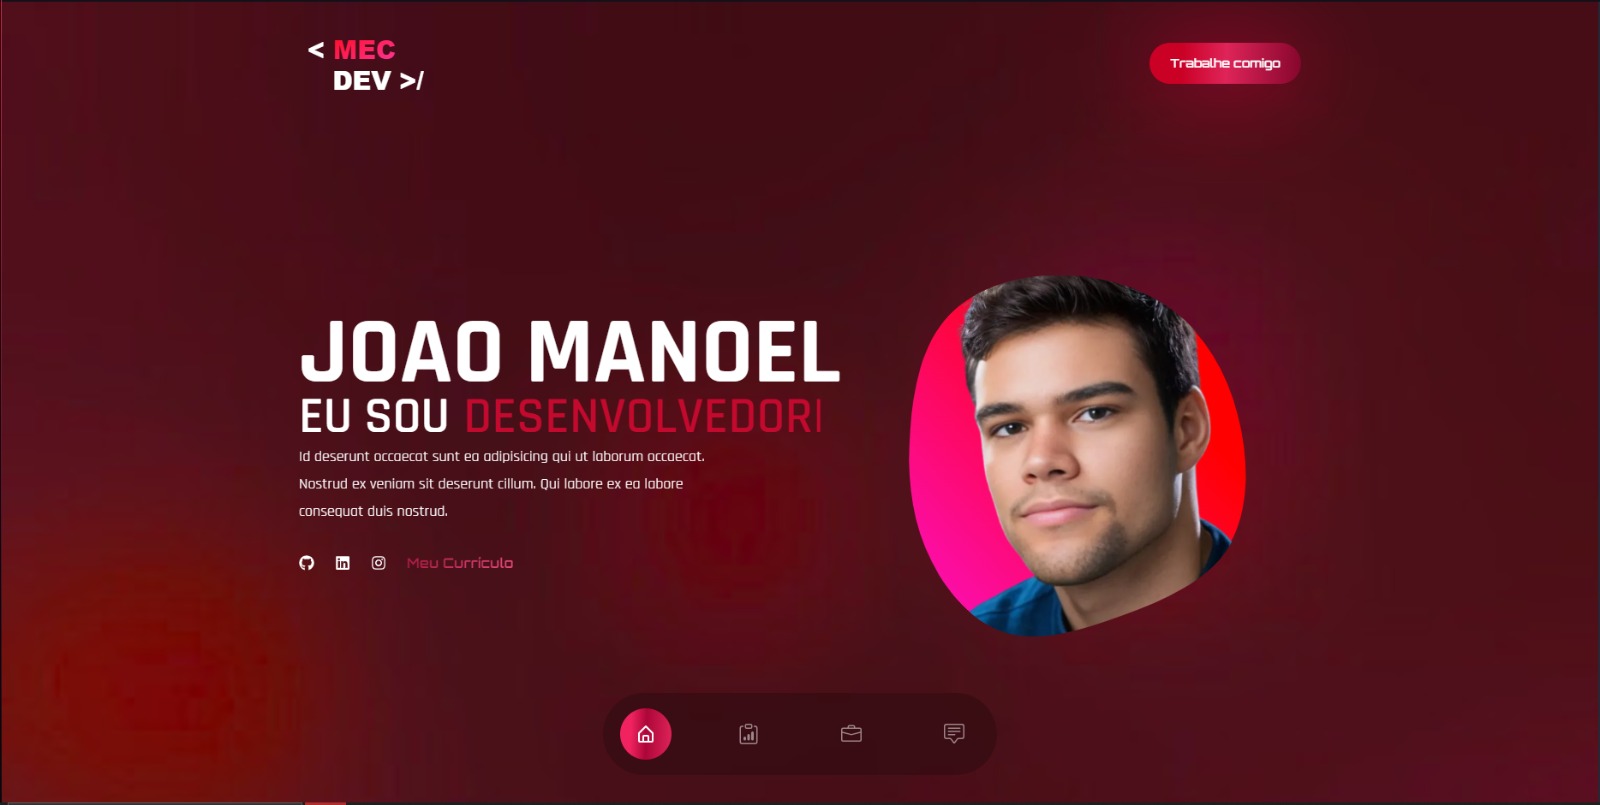 < MEC
DEV >/
Trabalhe comigo
JOAO MANOEL
EU SOU DESENVOLVEDOR|
Id deserunt occaecat sunt ea adipisicing qui ut laborum occaecat.
Nostrud ex veniam sit deserunt cillum. Qui labore ex ea labore
consequat duis nostrud.
in
Meu Curriculo